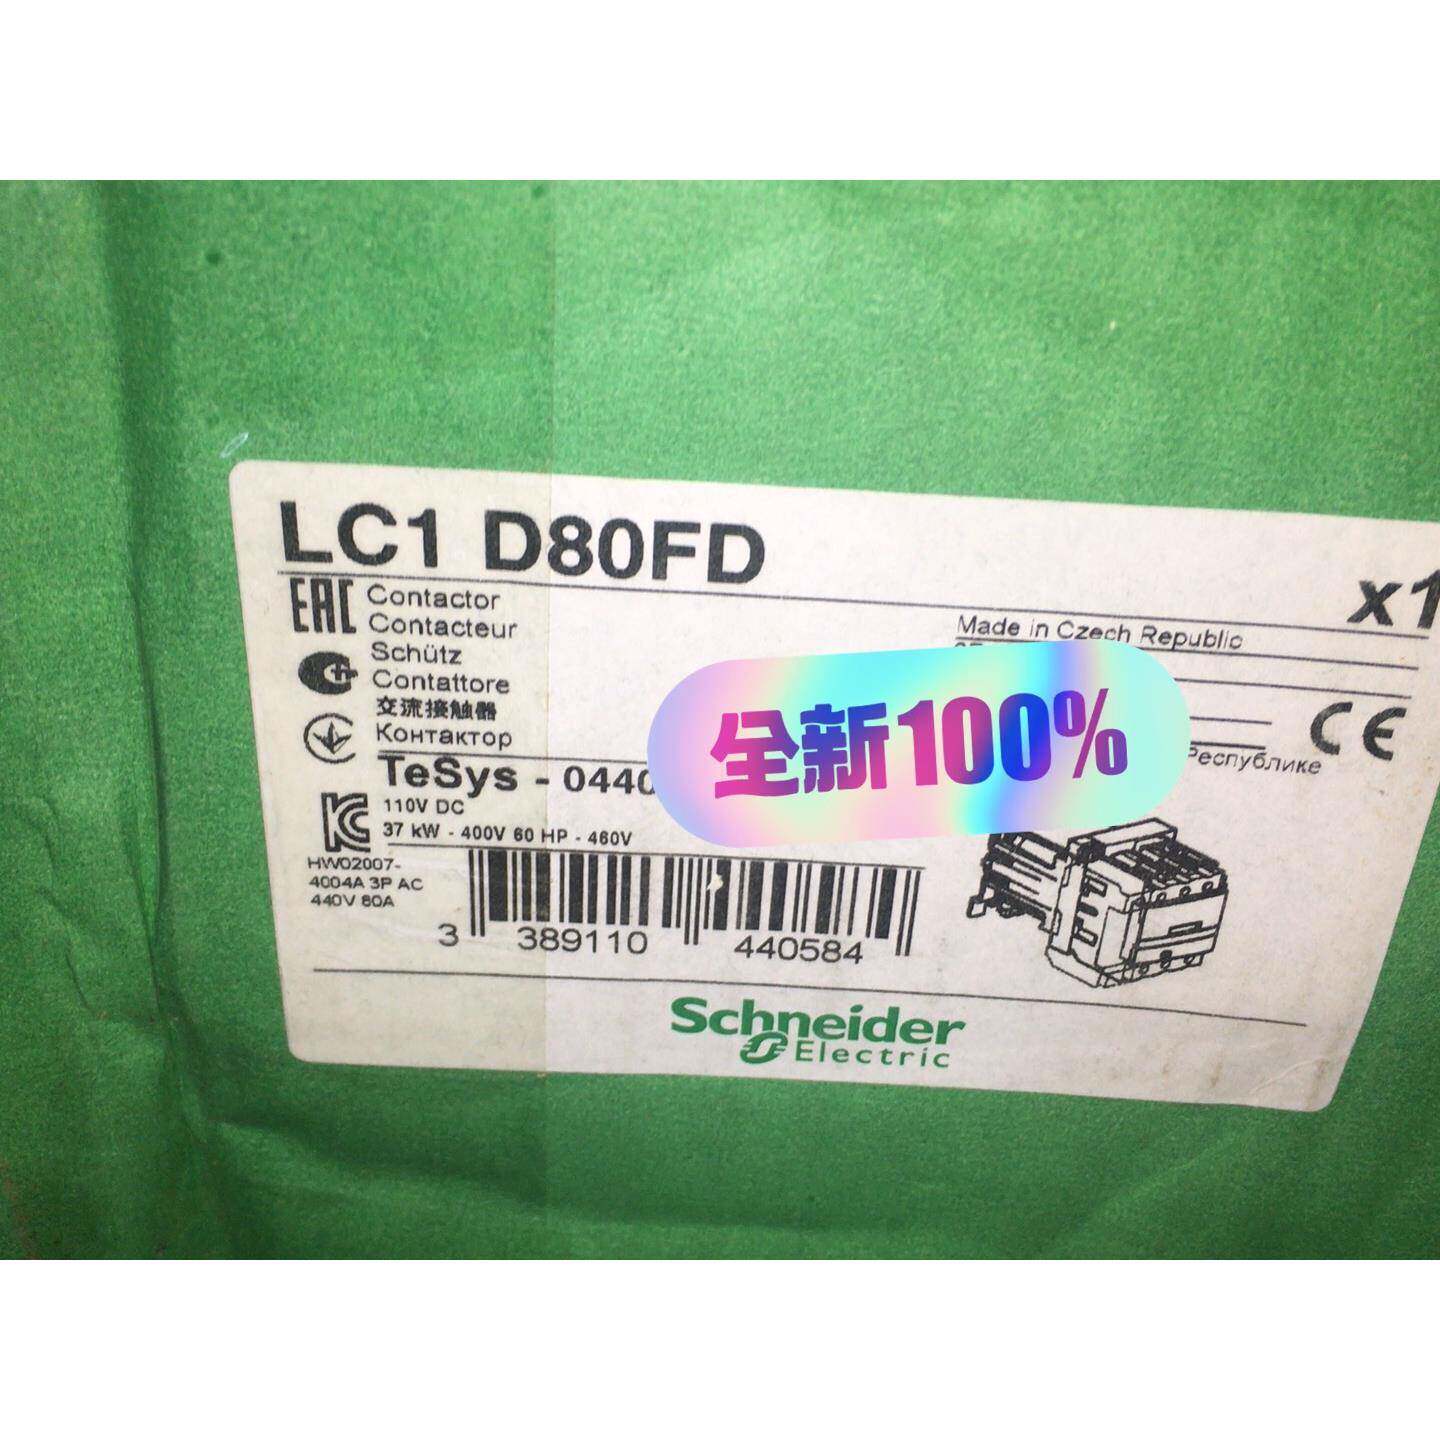 LC1 D80FD
x1
EAC
Contactor
Contacteur
Schütz
Contattore
交流接触器
Контактор
Made in Czech Republic
Республике
CE
全新100%
TeSys - 0440
110V DC
37 kW - 400V 60 HP - 460V
HW02007-
4004A 3P AC
440V 80A
3 389110 440584
Schneider
Electric